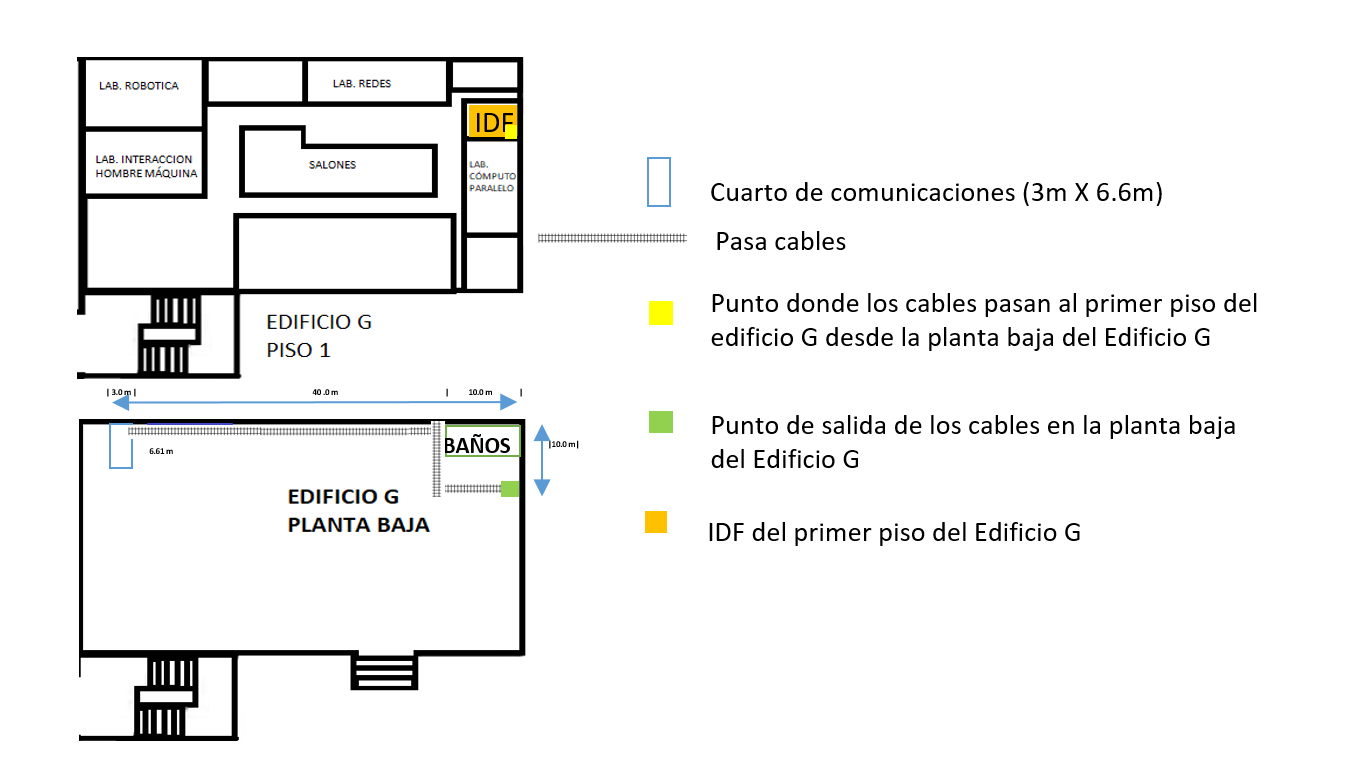 LAB. ROBOTICA
LAB. REDES
IDF
LAB. INTERACCION
HOMBRE MÁQUINA
SALONES
LAB.
CÓMPUTO
PARALELO
EDIFICIO G
PISO 1
Cuarto de comunicaciones (3m X 6.6m)
Pasa cables
Punto donde los cables pasan al primer piso del
edificio G desde la planta baja del Edificio G
Punto de salida de los cables en la planta baja
del Edificio G
IDF del primer piso del Edificio G
| 3.0 m |
40 .0 m
| 10.0 m |
6.61 m
BAÑOS
|10.0 m|
EDIFICIO G
PLANTA BAJA